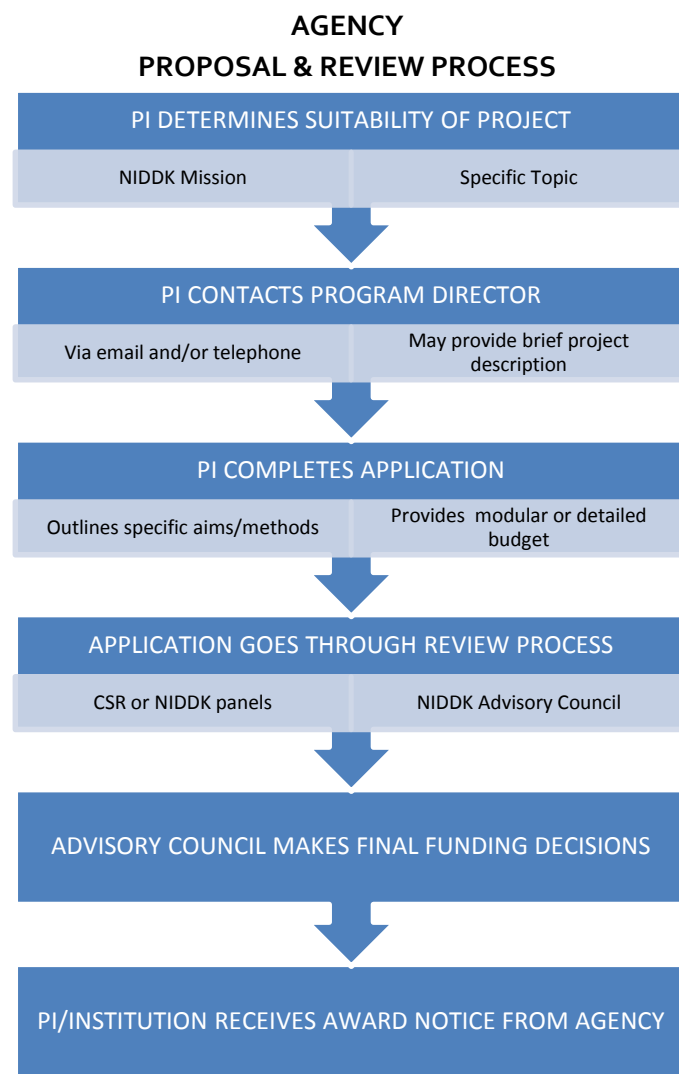 AGENCY
PROPOSAL & REVIEW PROCESS
PI DETERMINES SUITABILITY OF PROJECT
NIDDK Mission
Specific Topic
PI CONTACTS PROGRAM DIRECTOR
Via email and/or telephone
May provide brief project
description
PI COMPLETES APPLICATION
Outlines specific aims/methods
Provides modular or detailed
budget
APPLICATION GOES THROUGH REVIEW PROCESS
CSR or NIDDK panels
NIDDK Advisory Council
ADVISORY COUNCIL MAKES FINAL FUNDING DECISIONS
PI/INSTITUTION RECEIVES AWARD NOTICE FROM AGENCY